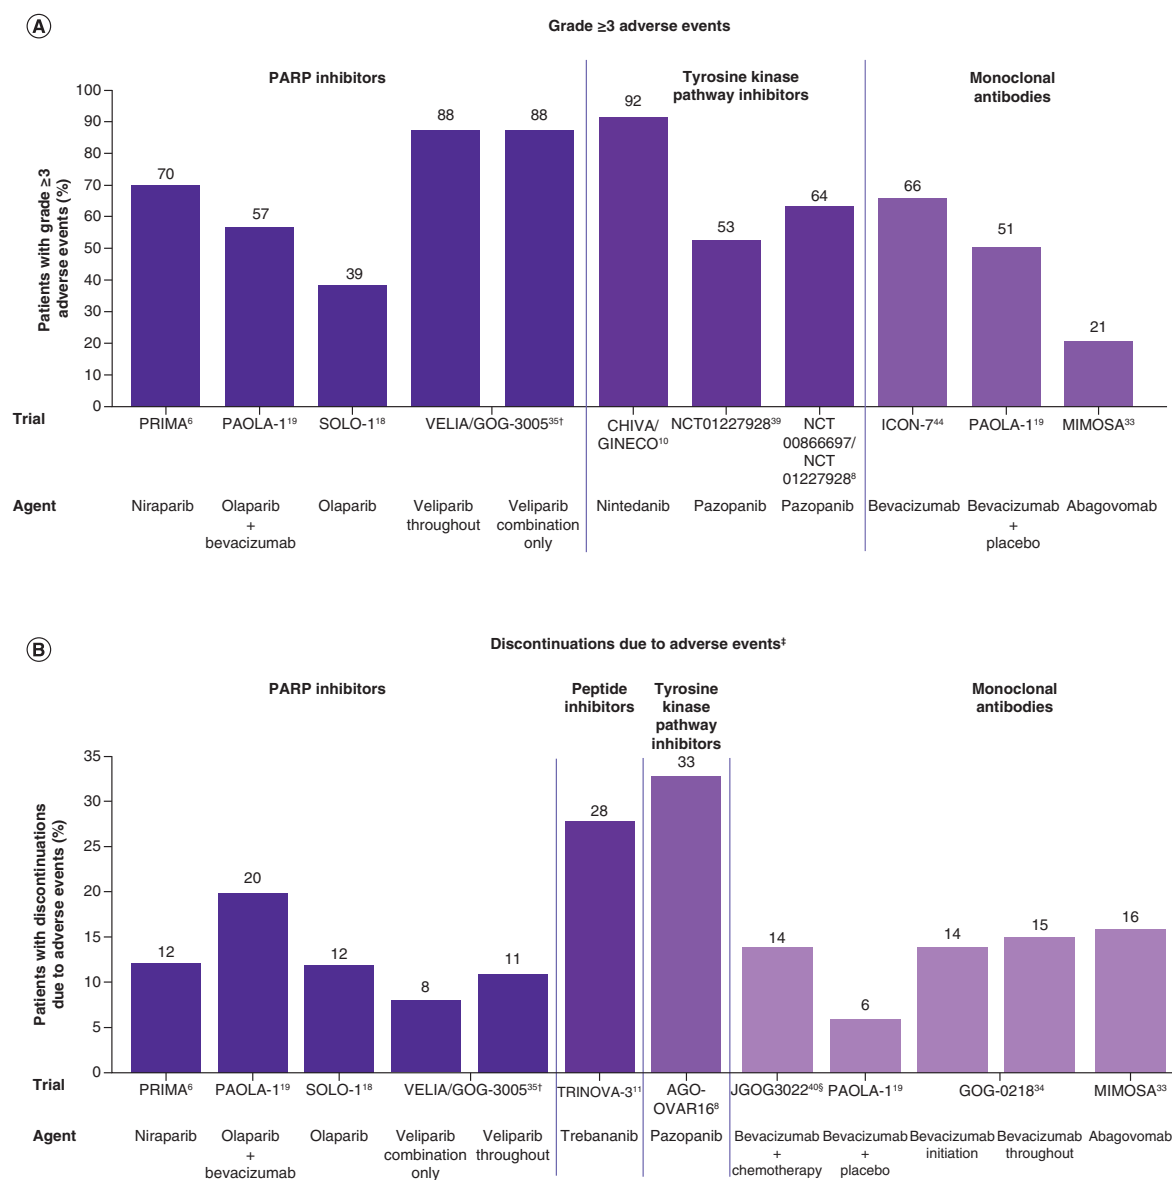 A
Grade ≥3 adverse events
PARP inhibitors
Tyrosine kinase
pathway inhibitors
Monoclonal
antibodies
Patients with grade ≥3
adverse events (%)
100
90
80
70
60
50
40
30
20
10
0
70
57
39
88
88
92
53
64
66
51
21
Trial
PRIMA⁶
PAOLA-1¹⁹
SOLO-1¹⁸
VELIA/GOG-3005³⁵†
CHIVA/
GINECO¹⁰
NCT01227928³⁹
NCT
00866697/
NCT
01227928⁸
ICON-7⁴⁴
PAOLA-1¹⁹
MIMOSA³³
Agent
Niraparib
Olaparib
+
bevacizumab
Olaparib
Veliparib
throughout
Veliparib
combination
only
Nintedanib
Pazopanib
Pazopanib
Bevacizumab
Bevacizumab
+
placebo
Abagovomab
B
Discontinuations due to adverse events‡
PARP inhibitors
Peptide
inhibitors
Tyrosine
kinase
pathway
inhibitors
Monoclonal
antibodies
Patients with discontinuations
due to adverse events (%)
35
30
25
20
15
10
5
0
12
20
12
8
11
28
33
14
6
14
15
16
Trial
PRIMA⁶
PAOLA-1¹⁹
SOLO-1¹⁸
VELIA/GOG-3005³⁵†
TRINOVA-3¹¹
AGO-
OVAR16⁸
JGOG3022⁴⁰§
PAOLA-1¹⁹
GOG-0218³⁴
MIMOSA³³
Agent
Niraparib
Olaparib
+
bevacizumab
Olaparib
Veliparib
combination
only
Veliparib
throughout
Trebananib
Pazopanib
Bevacizumab
+
chemotherapy
Bevacizumab
+
placebo
Bevacizumab
initiation
Bevacizumab
throughout
Abagovomab